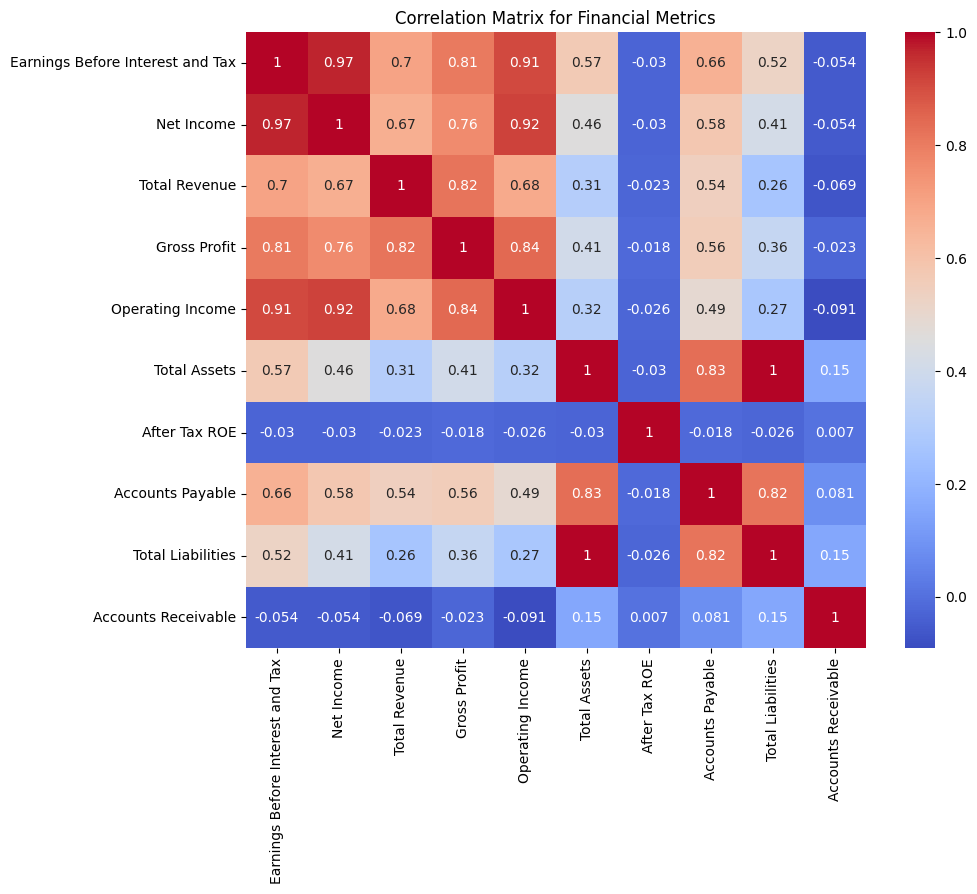 Correlation Matrix for Financial Metrics
Earnings Before Interest and Tax 1 0.97 0.7 0.81 0.91 0.57 -0.03 0.66 0.52 -0.054
Net Income 0.97 1 0.67 0.76 0.92 0.46 -0.03 0.58 0.41 -0.054
Total Revenue 0.7 0.67 1 0.82 0.68 0.31 -0.023 0.54 0.26 -0.069
Gross Profit 0.81 0.76 0.82 1 0.84 0.41 -0.018 0.56 0.36 -0.023
Operating Income 0.91 0.92 0.68 0.84 1 0.32 -0.026 0.49 0.27 -0.091
Total Assets 0.57 0.46 0.31 0.41 0.32 1 -0.03 0.83 1 0.15
After Tax ROE -0.03 -0.03 -0.023 -0.018 -0.026 -0.03 1 -0.018 -0.026 0.007
Accounts Payable 0.66 0.58 0.54 0.56 0.49 0.83 -0.018 1 0.82 0.081
Total Liabilities 0.52 0.41 0.26 0.36 0.27 1 -0.026 0.82 1 0.15
Accounts Receivable -0.054 -0.054 -0.069 -0.023 -0.091 0.15 0.007 0.081 0.15 1
Earnings Before Interest and Tax
Net Income
Total Revenue
Gross Profit
Operating Income
Total Assets
After Tax ROE
Accounts Payable
Total Liabilities
Accounts Receivable
1.0
0.8
0.6
0.4
0.2
0.0